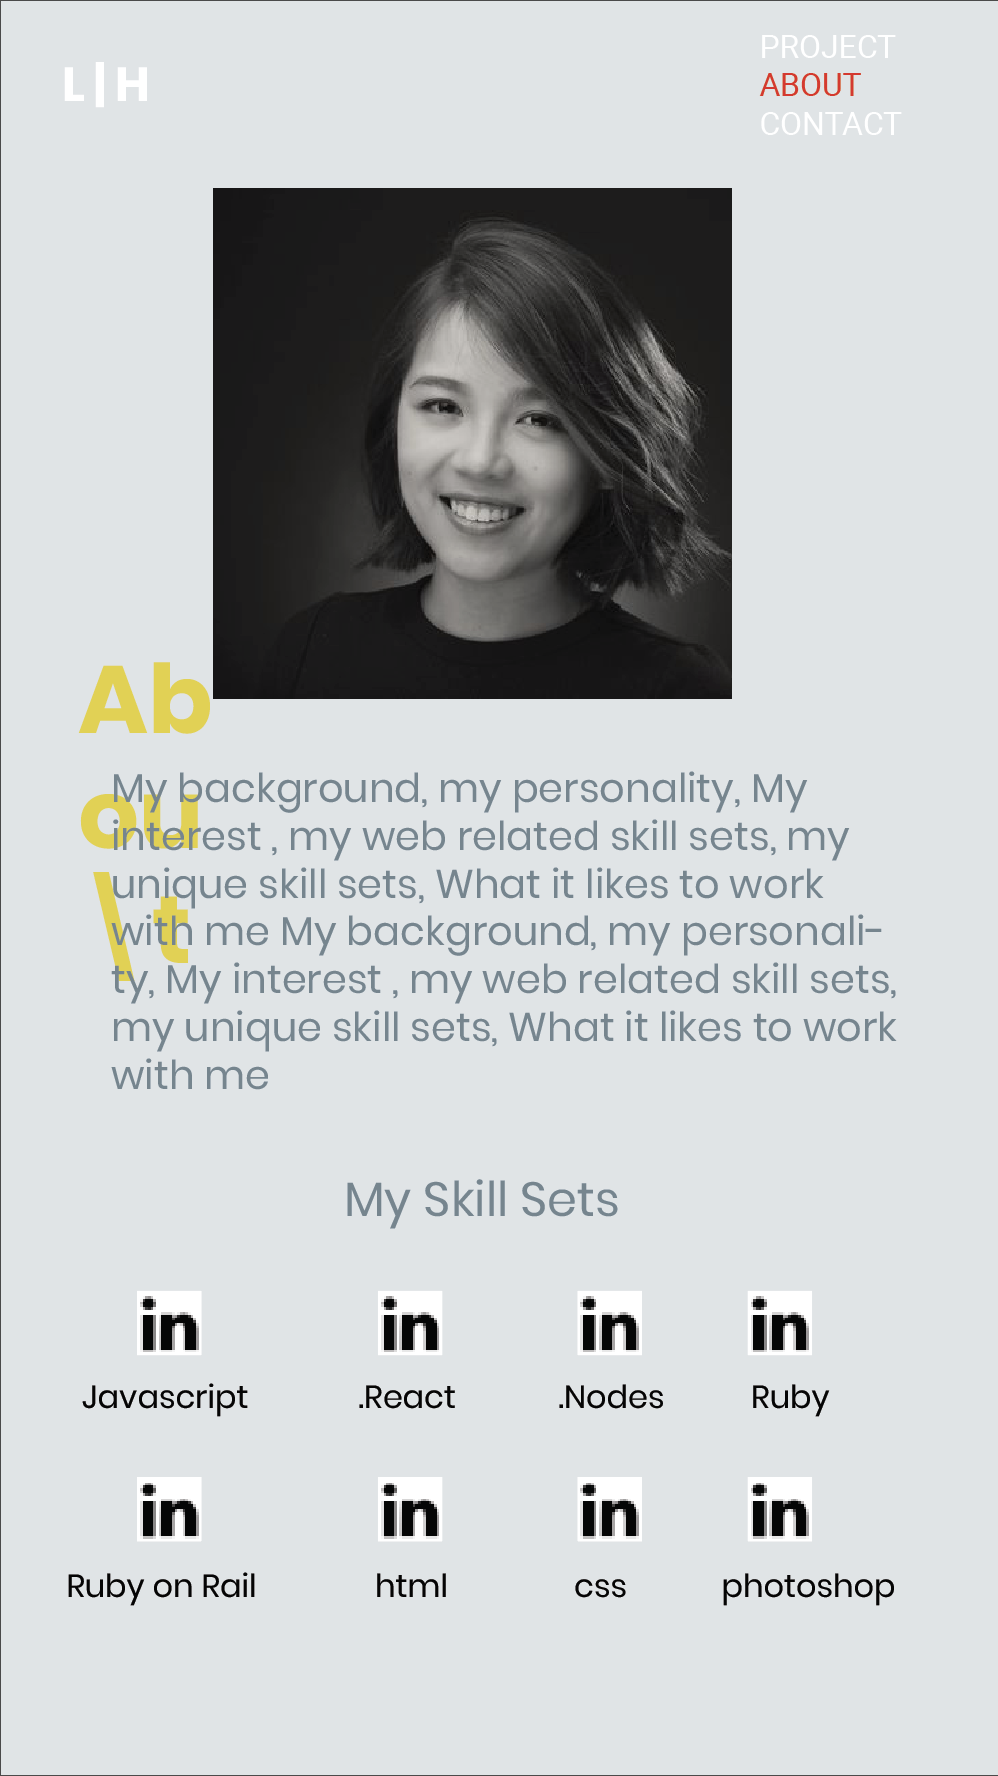 L|H
PROJECT
ABOUT
CONTACT
Ab
ou
\t
My background, my personality, My
interest , my web related skill sets, my
unique skill sets, What it likes to work
with me My background, my personali-
ty, My interest , my web related skill sets,
my unique skill sets, What it likes to work
with me
My Skill Sets
in in in in
Javascript .React .Nodes Ruby
in in in in
Ruby on Rail html css photoshop